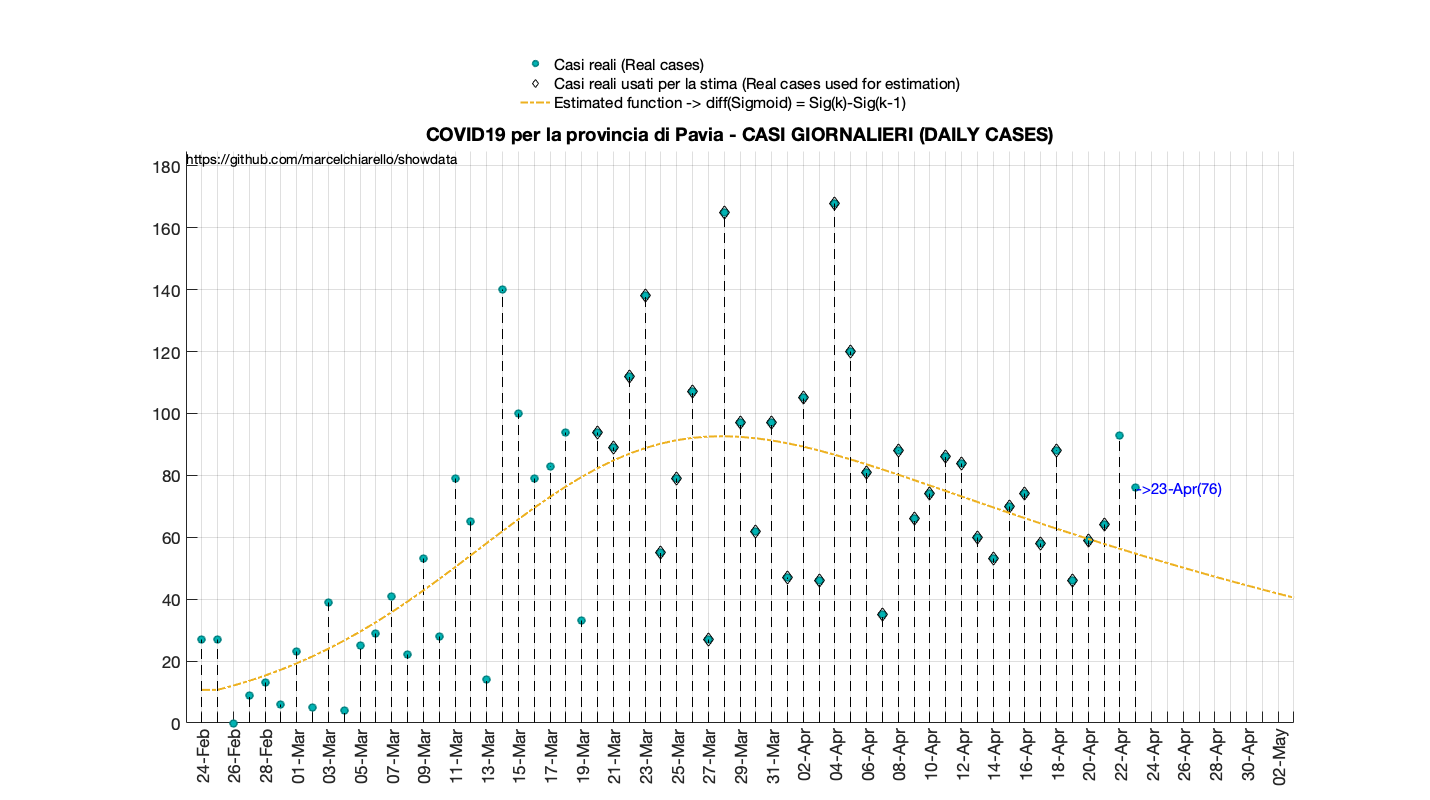 Casi reali (Real cases)
Casi reali usati per la stima (Real cases used for estimation)
Estimated function -> diff(Sigmoid) = Sig(k)-Sig(k-1)
COVID19 per la provincia di Pavia - CASI GIORNALIERI (DAILY CASES)
https://github.com/marcelchiarello/showdata
180
160
140
120
100
80
60
40
20
0
->23-Apr(76)
24-Feb
26-Feb
28-Feb
01-Mar
03-Mar
05-Mar
07-Mar
09-Mar
11-Mar
13-Mar
15-Mar
17-Mar
19-Mar
21-Mar
23-Mar
25-Mar
27-Mar
29-Mar
31-Mar
02-Apr
04-Apr
06-Apr
08-Apr
10-Apr
12-Apr
14-Apr
16-Apr
18-Apr
20-Apr
22-Apr
24-Apr
26-Apr
28-Apr
30-Apr
02-May